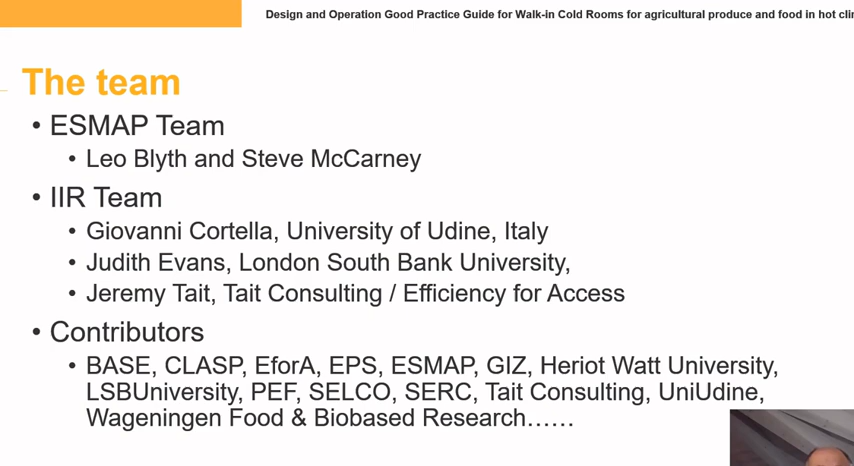 Design and Operation Good Practice Guide for Walk-in Cold Rooms for agricultural produce and food in hot
The team
• ESMAP Team
• Leo Blyth and Steve McCarney
• IIR Team
• Giovanni Cortella, University of Udine, Italy
• Judith Evans, London South Bank University,
• Jeremy Tait, Tait Consulting / Efficiency for Access
• Contributors
• BASE, CLASP, EforA, EPS, ESMAP, GIZ, Heriot Watt University,
LSBUniversity, PEF, SELCO, SERC, Tait Consulting, UniUdine,
Wageningen Food & Biobased Research……